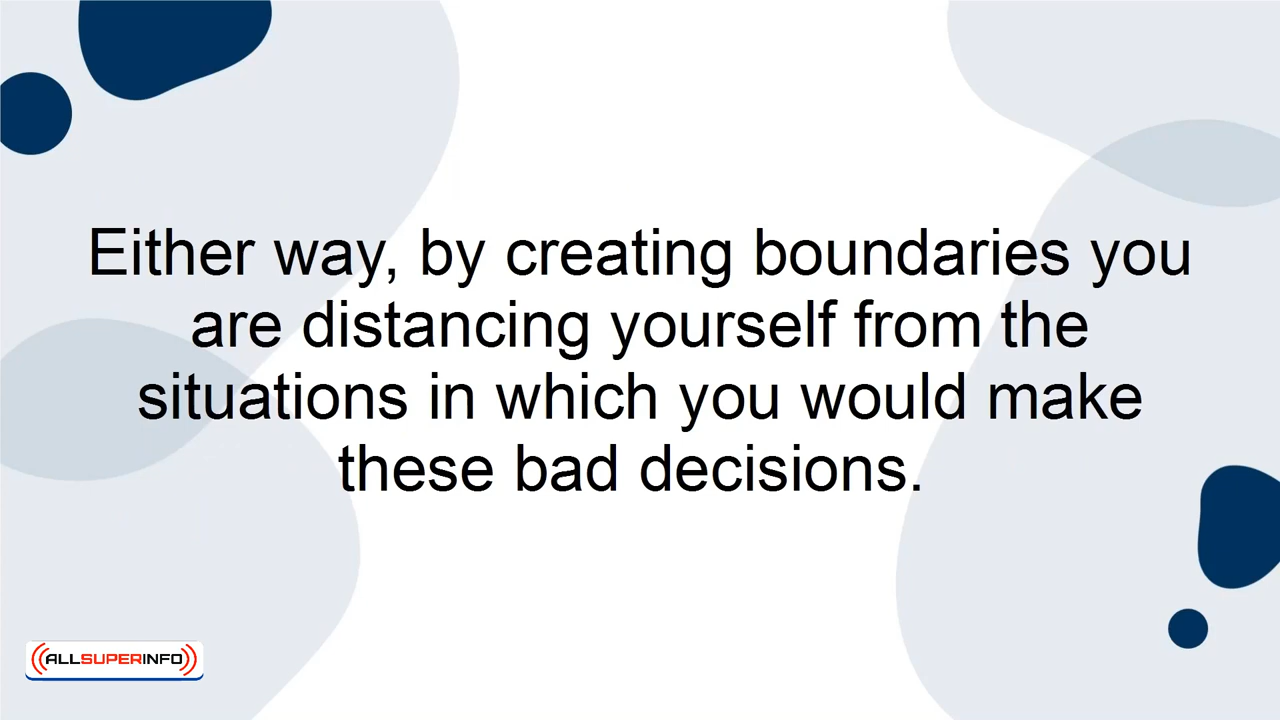 Either way, by creating boundaries you
are distancing yourself from the
situations in which you would make
these bad decisions.
ALLSUPERINFO